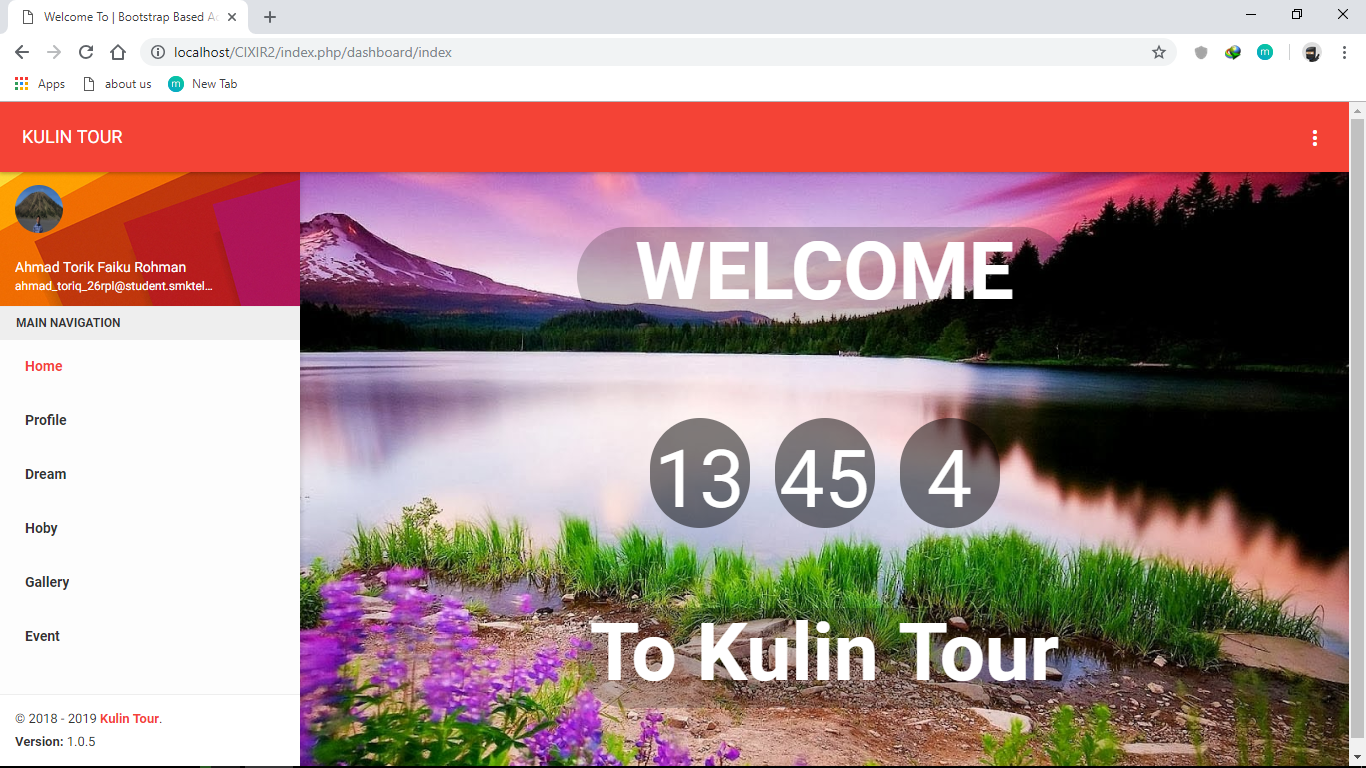 Welcome To | Bootstrap Based Ad
localhost/CIXIR2/index.php/dashboard/index
Apps about us m New Tab
KULIN TOUR
Ahmad Torik Faiku Rohman
ahmad_toriq_26rpl@student.smktel...
MAIN NAVIGATION
Home
Profile
Dream
Hoby
Gallery
Event
© 2018 - 2019 Kulin Tour.
Version: 1.0.5
WELCOME
13 45 4
To Kulin Tour